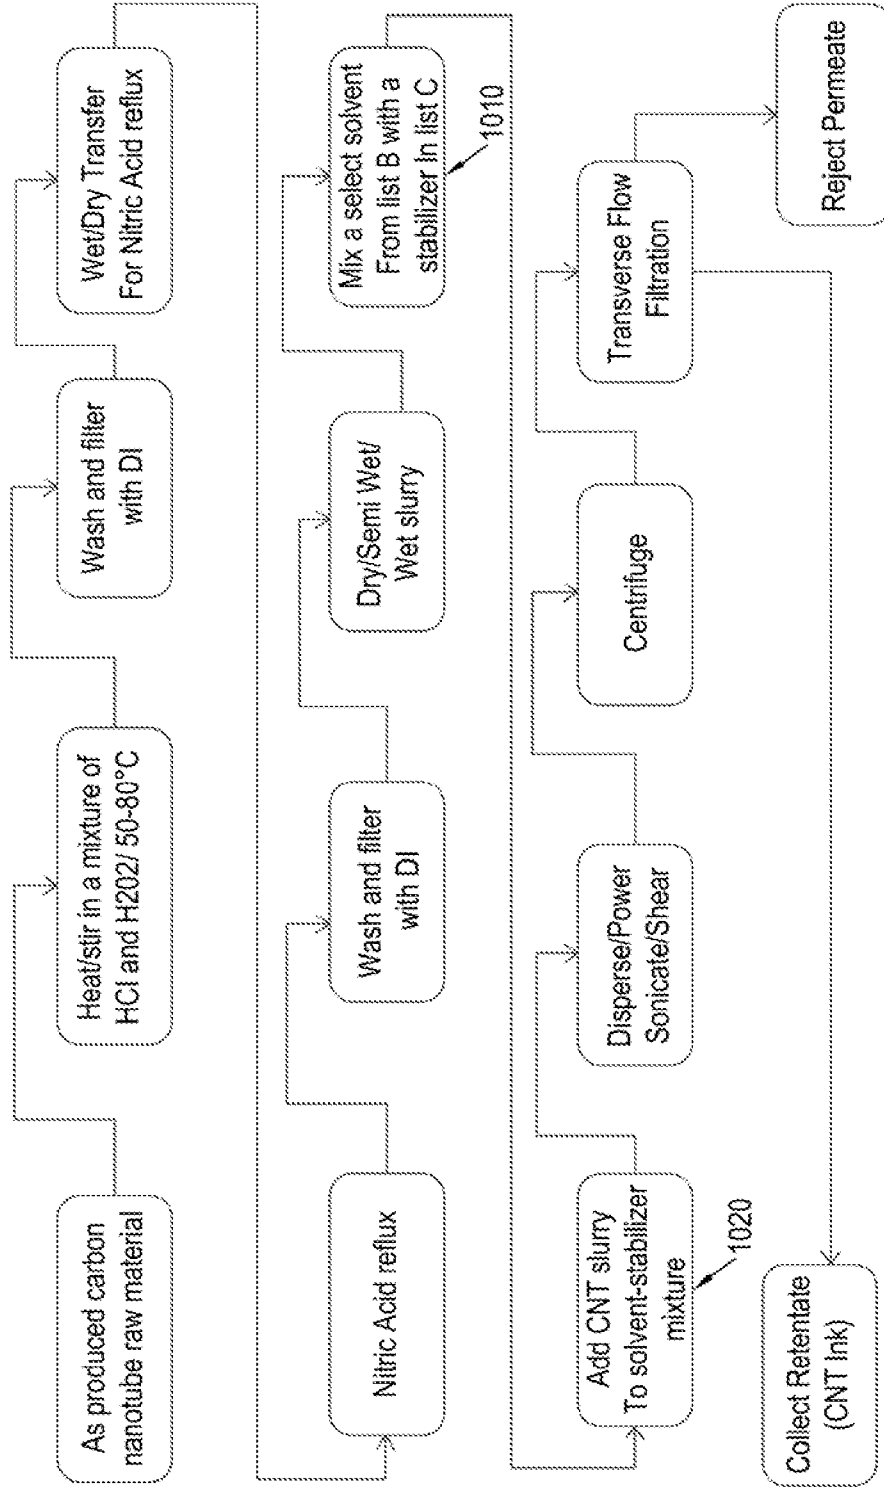 As produced carbon
nanotube raw material
Heat/stir in a mixture of
HCl and H202/ 50-80°C
Wash and filter
with DI
Wet/Dry Transfer
For Nitric Acid reflux
Nitric Acid reflux
Wash and filter
with DI
Dry/Semi Wet/
Wet slurry
Mix a select solvent
From list B with a
stabilizer In list C
1010
Add CNT slurry
To solvent-stabilizer
mixture
1020
Disperse/Power
Sonicate/Shear
Centrifuge
Transverse Flow
Filtration
Reject Permeate
Collect Retentate
(CNT Ink)